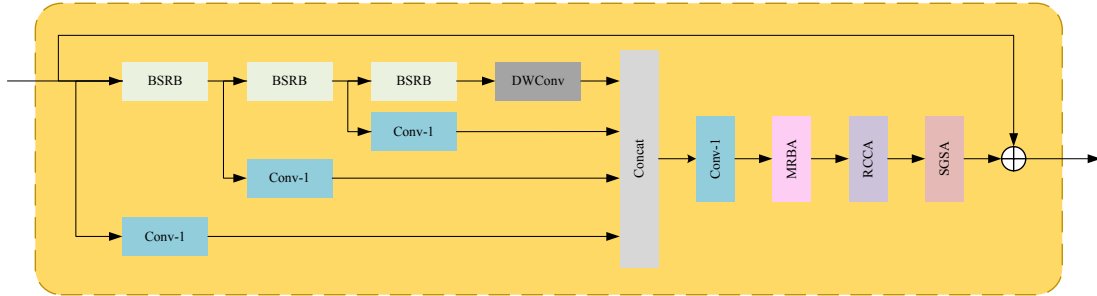 BSRB
BSRB
BSRB
DWConv
Conv-1
Conv-1
Conv-1
Concat
Conv-1
MRBA
RCCA
SGSA